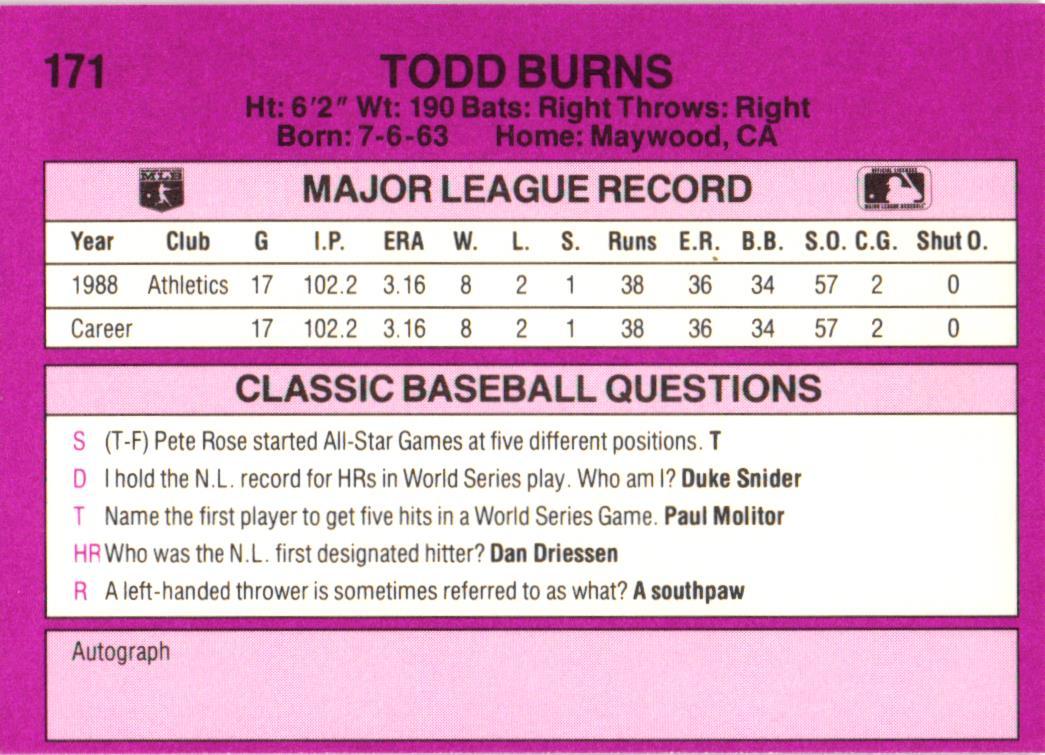 171
TODD BURNS
Ht: 6'2" Wt: 190 Bats: Right Throws: Right
Born: 7-6-63 Home: Maywood, CA
MLB MAJOR LEAGUE RECORD OFFICIAL LICENSEE MAJOR LEAGUE BASEBALL
Year Club G I.P. ERA W. L. S. Runs E.R. B.B. S.O. C.G. Shut O.
1988 Athletics 17 102.2 3.16 8 2 1 38 36 34 57 2 0
Career 17 102.2 3.16 8 2 1 38 36 34 57 2 0
CLASSIC BASEBALL QUESTIONS
S (T-F) Pete Rose started All-Star Games at five different positions. T
D I hold the N.L. record for HRs in World Series play. Who am I? Duke Snider
T Name the first player to get five hits in a World Series Game. Paul Molitor
HR Who was the N.L. first designated hitter? Dan Driessen
R A left-handed thrower is sometimes referred to as what? A southpaw
Autograph